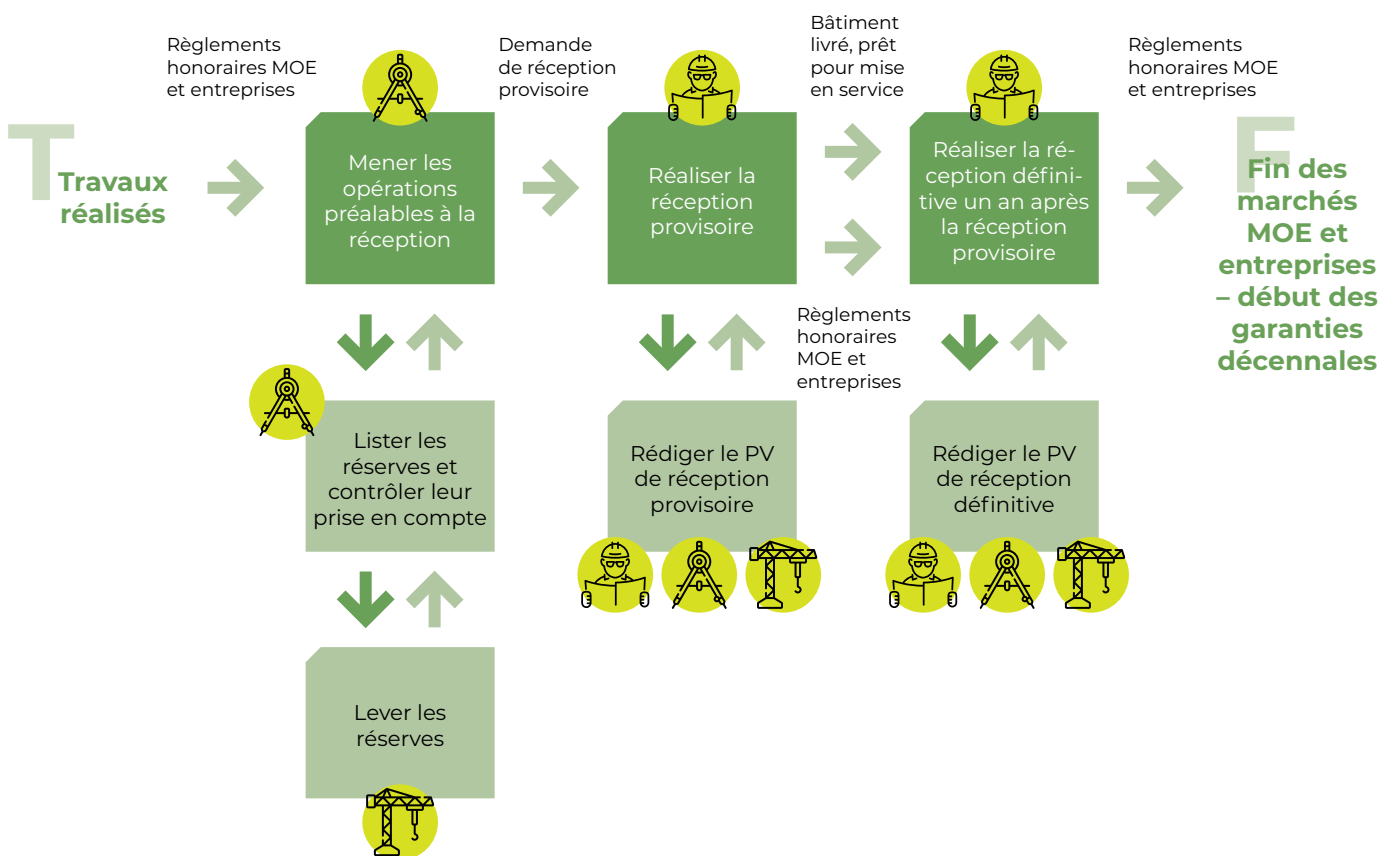 Règlements
honoraires MOE
et entreprises
Demande
de réception
provisoire
Bâtiment
livré, prêt
pour mise
en service
Règlements
honoraires MOE
et entreprises
T
Travaux
réalisés
Mener les
opérations
préalables à la
réception
Réaliser la
réception
provisoire
Réaliser la ré-
ception défini-
tive un an après
la réception
provisoire
F
Fin des
marchés
MOE et
entreprises
– début des
garanties
décennales
Règlements
honoraires
MOE et
entreprises
Lister les
réserves et
contrôler leur
prise en compte
Rédiger le PV
de réception
provisoire
Rédiger le PV
de réception
définitive
Lever les
réserves